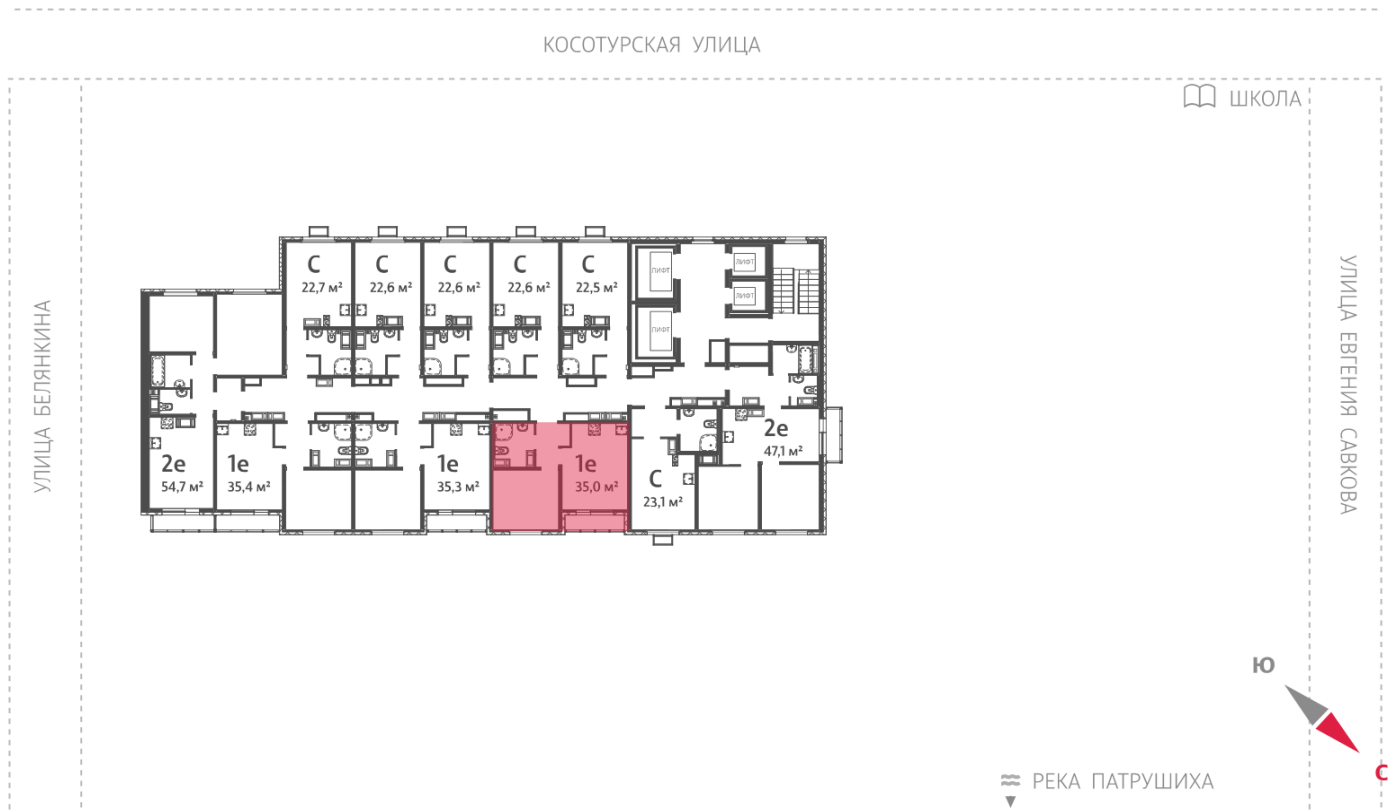 КОСОТУРСКАЯ УЛИЦА
ШКОЛА
УЛИЦА БЕЛЯНКИНА
УЛИЦА ЕВГЕНИЯ САВКОВА
С
22,7 м²
С
22,6 м²
С
22,6 м²
С
22,6 м²
С
22,5 м²
ЛИФТ
ЛИФТ
ЛИФТ
ЛИФТ
2е
54,7 м²
1е
35,4 м²
1е
35,3 м²
1е
35,0 м²
С
23,1 м²
2е
47,1 м²
Ю
С
РЕКА ПАТРУШИХА